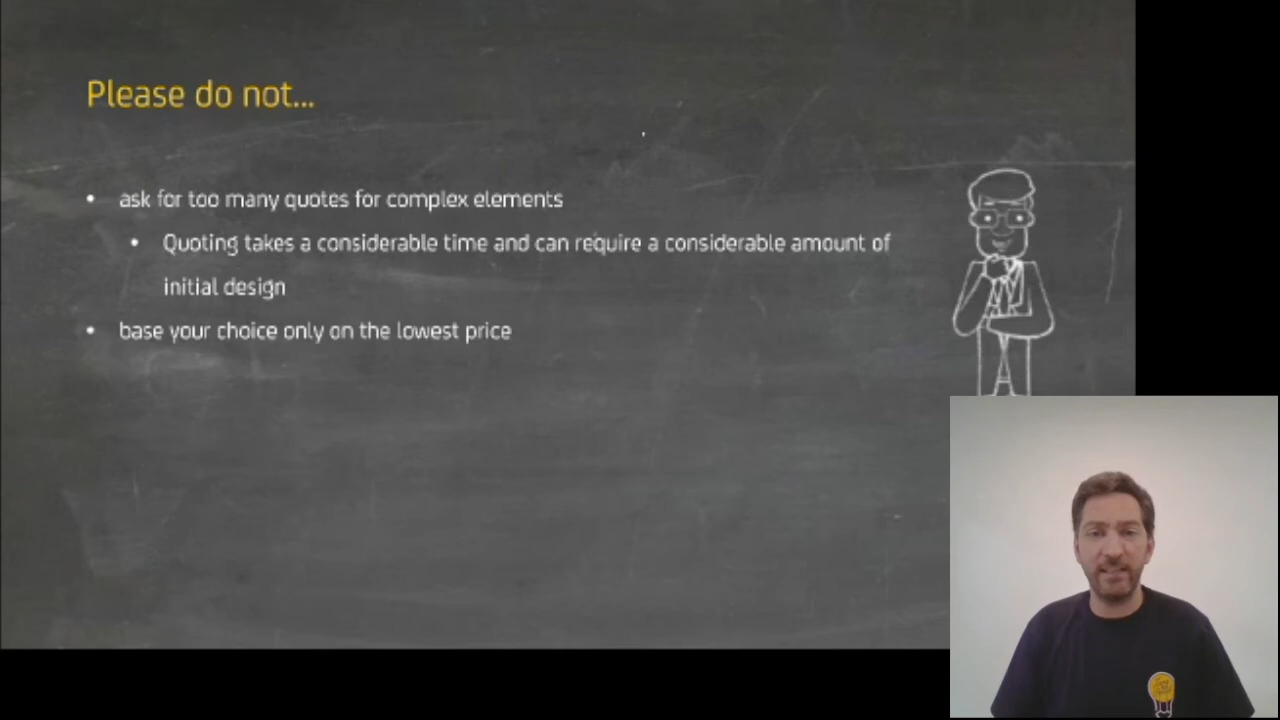 Please do not...
• ask for too many quotes for complex elements
• Quoting takes a considerable time and can require a considerable amount of
initial design
• base your choice only on the lowest price